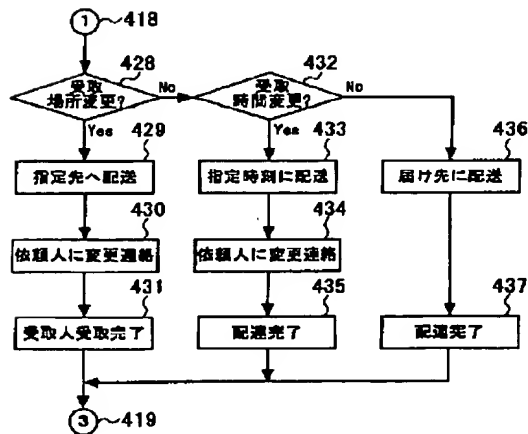 1 418
428
受取
場所変更?
No
432
受取
時間変更?
No
Yes
429
Yes
433
436
指定先へ配送
指定時刻に配送
届け先に配送
430
434
依頼人に変更連絡
依頼人に変更連絡
431
435
437
受取人受取完了
配達完了
配達完了
3 419